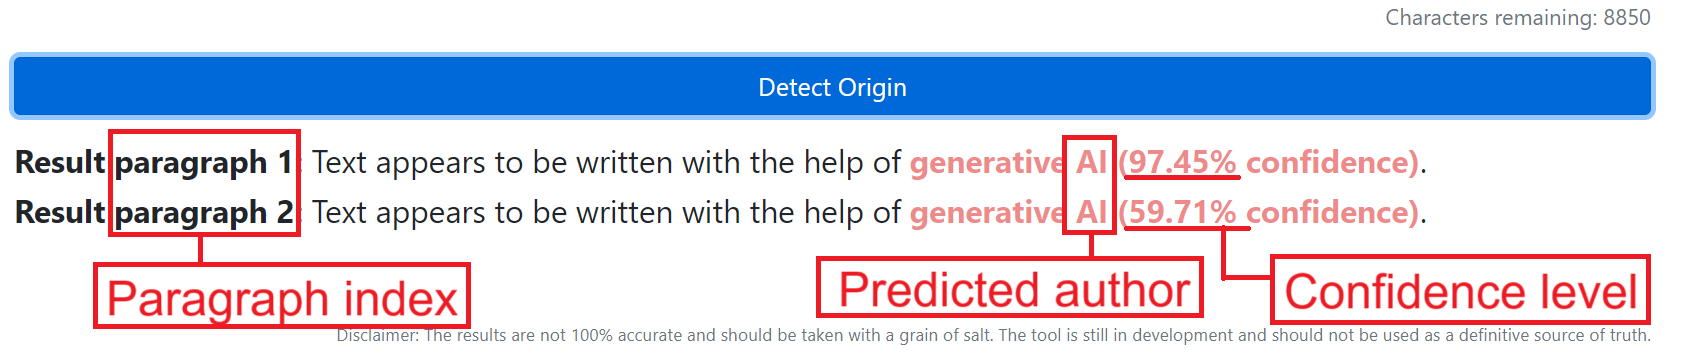 Characters remaining: 8850
Detect Origin
Result paragraph 1: Text appears to be written with the help of generative AI (97.45% confidence).
Result paragraph 2: Text appears to be written with the help of generative AI (59.71% confidence).
Paragraph index
Predicted author
Confidence level
Disclaimer: The results are not 100% accurate and should be taken with a grain of salt. The tool is still in development and should not be used as a definitive source of truth.